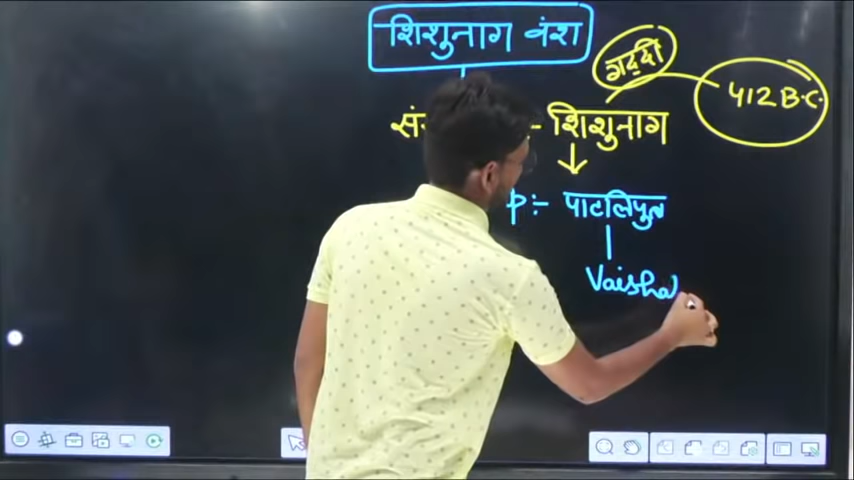 शिशुनाग वंश
गद्दी
412 B.C
सं - शिशुनाग
P :- पाटलिपुत्र
Vaishal